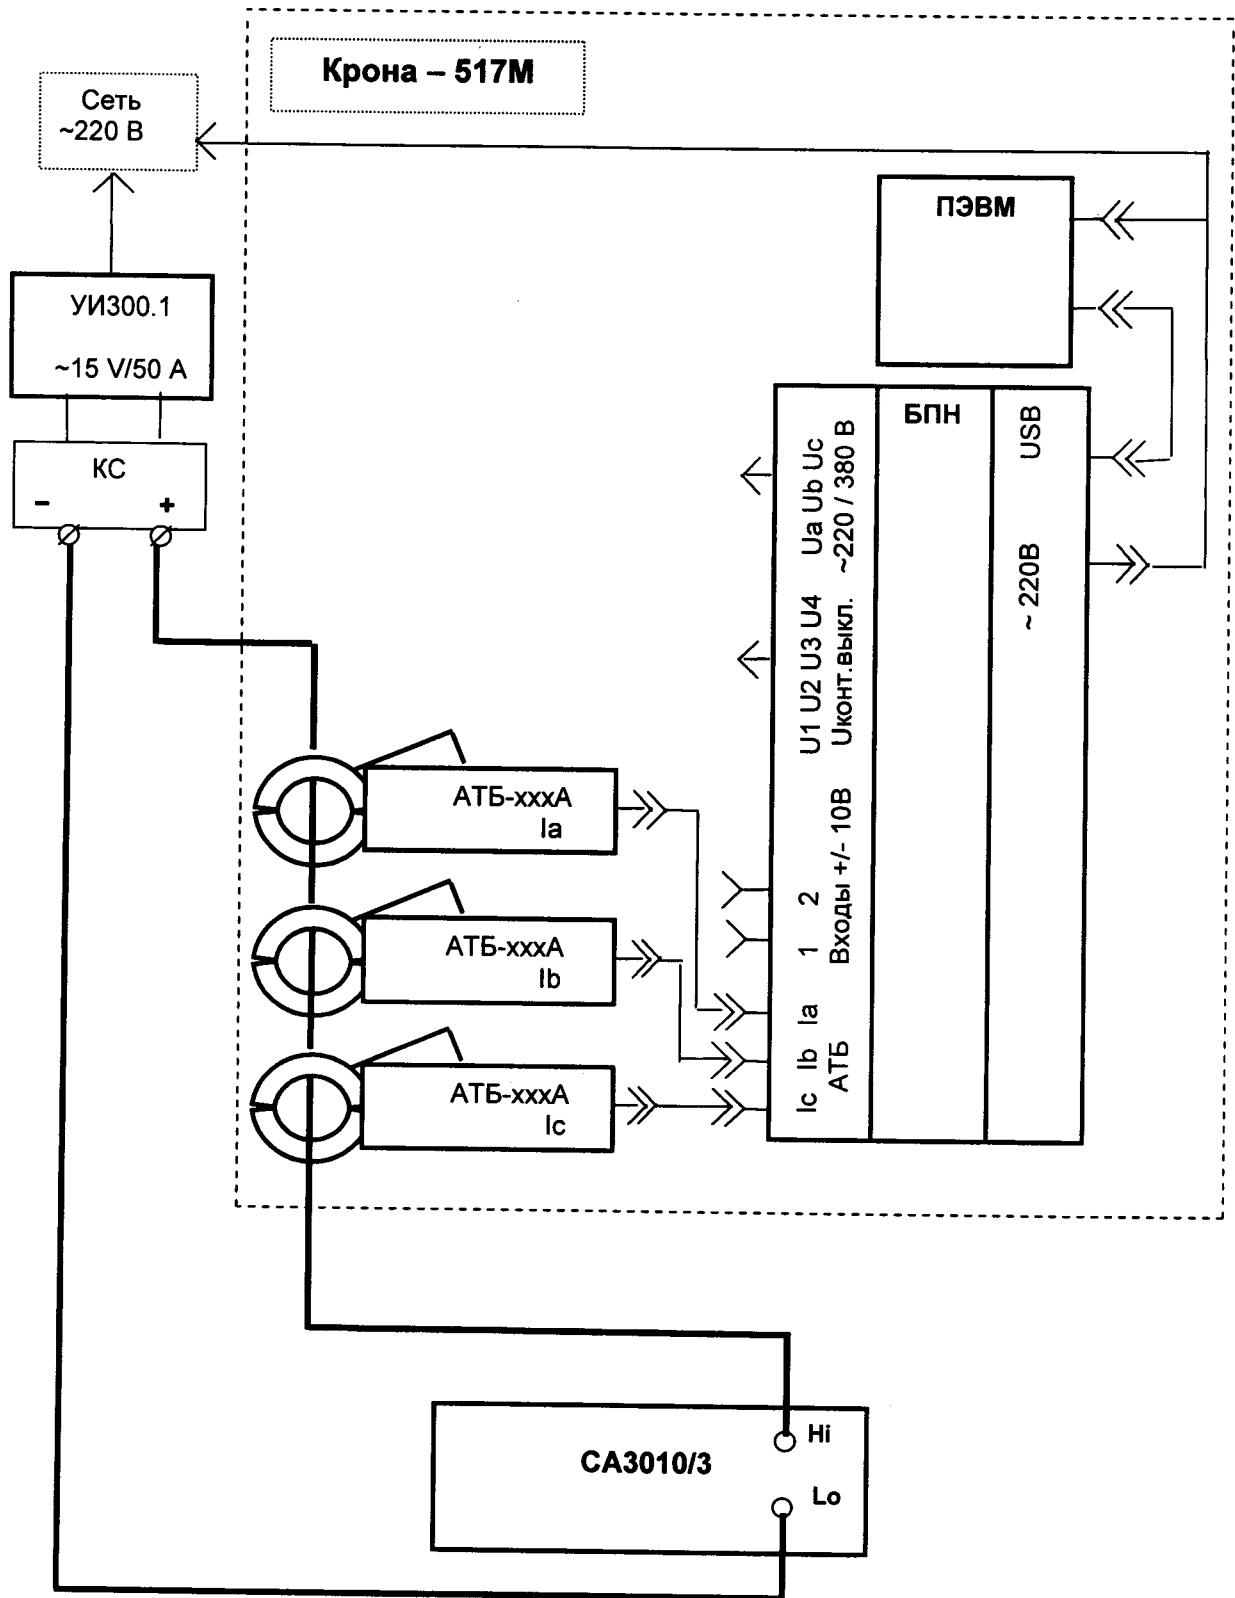 Крона – 517М
Сеть
~220 В
ПЭВМ
УИ300.1
~15 V/50 А
КС
– +
БПН
Ua Ub Uc
~220 / 380 В
U1 U2 U3 U4
Uконт.выкл.
1 2
Входы +/- 10В
Ic Ib Ia
АТБ
USB
~ 220В
АТБ-хххА
Ia
АТБ-хххА
Ib
АТБ-хххА
Ic
СА3010/3
Hi
Lo